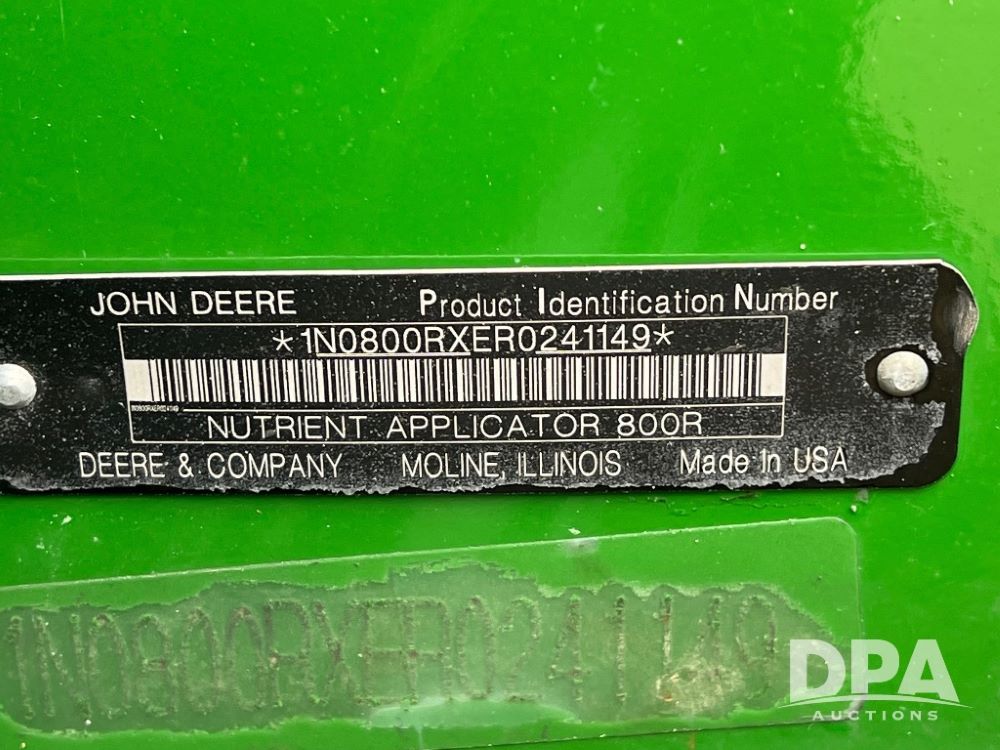 JOHN DEERE Product Identification Number
*1N0800RXER0241149*
1N0800RXER0241149
NUTRIENT APPLICATOR 800R
DEERE & COMPANY MOLINE, ILLINOIS Made In USA
1N0800RXER0241149
DPA
AUCTIONS